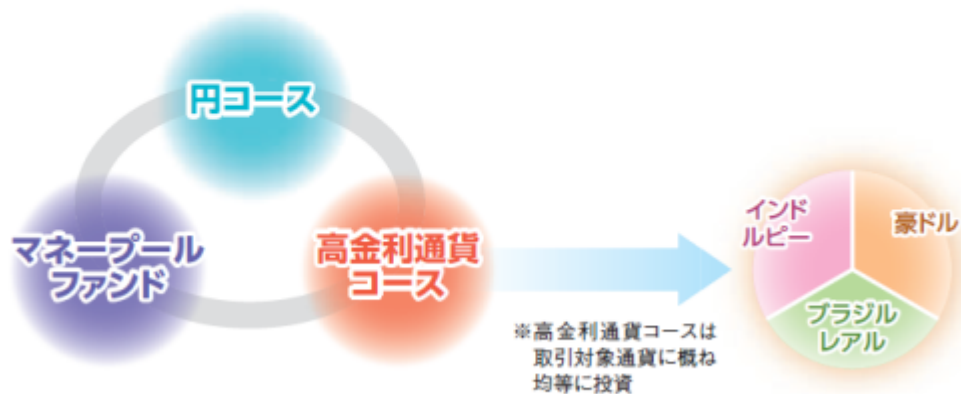 円コース
マネープール
ファンド
高金利通貨
コース
※高金利通貨コースは
取引対象通貨に概ね
均等に投資
インド
ルピー
豪ドル
ブラジル
レアル